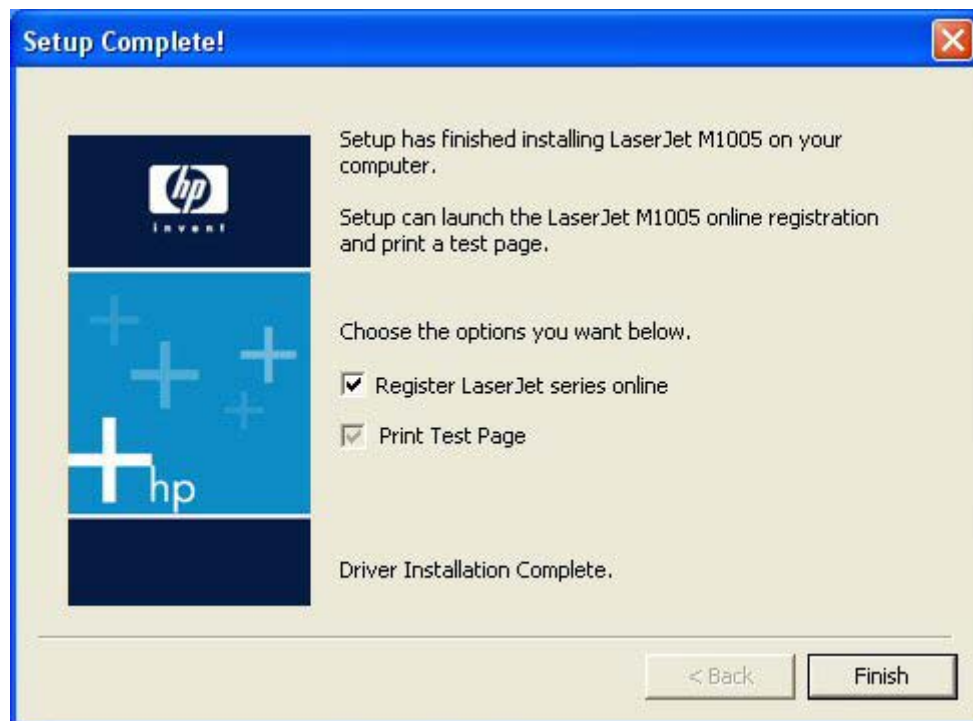 Setup Complete!
hp
invent
Setup has finished installing LaserJet M1005 on your
computer.
Setup can launch the LaserJet M1005 online registration
and print a test page.
Choose the options you want below.
Register LaserJet series online
Print Test Page
hp
Driver Installation Complete.
< Back
Finish